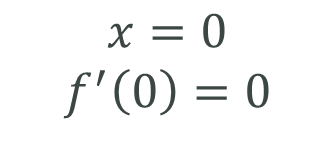 x = 0
f′(0) = 0